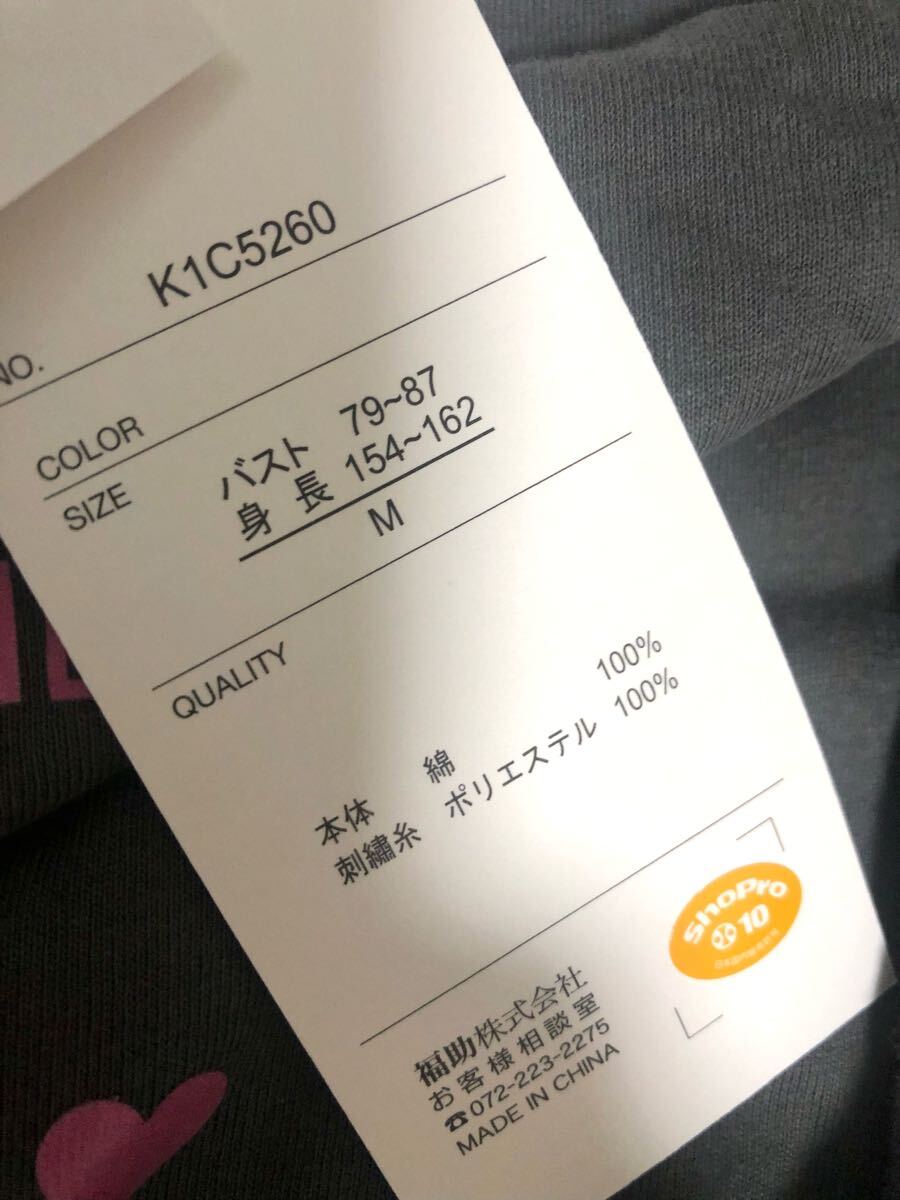 NO. K1C5260
COLOR
SIZE バスト 79~87
身長 154~162
M
QUALITY
本体 綿 100%
刺繍糸 ポリエステル 100%
ShoPro
10
福助株式会社
お客様相談室
☎072-223-2275
MADE IN CHINA